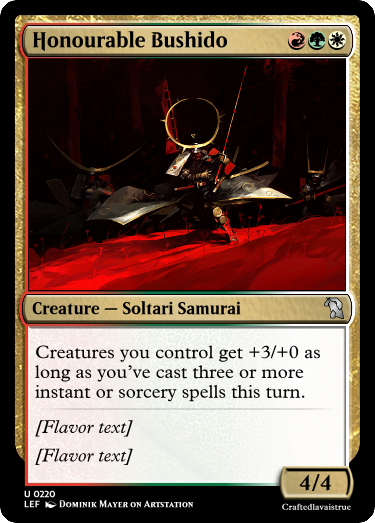 Honourable Bushido
Creature — Soltari Samurai
Creatures you control get +3/+0 as
long as you've cast three or more
instant or sorcery spells this turn.
[Flavor text]
[Flavor text]
4/4
U 0220
LEF DOMINIK MAYER ON ARTSTATION
Craftedlavaistrue